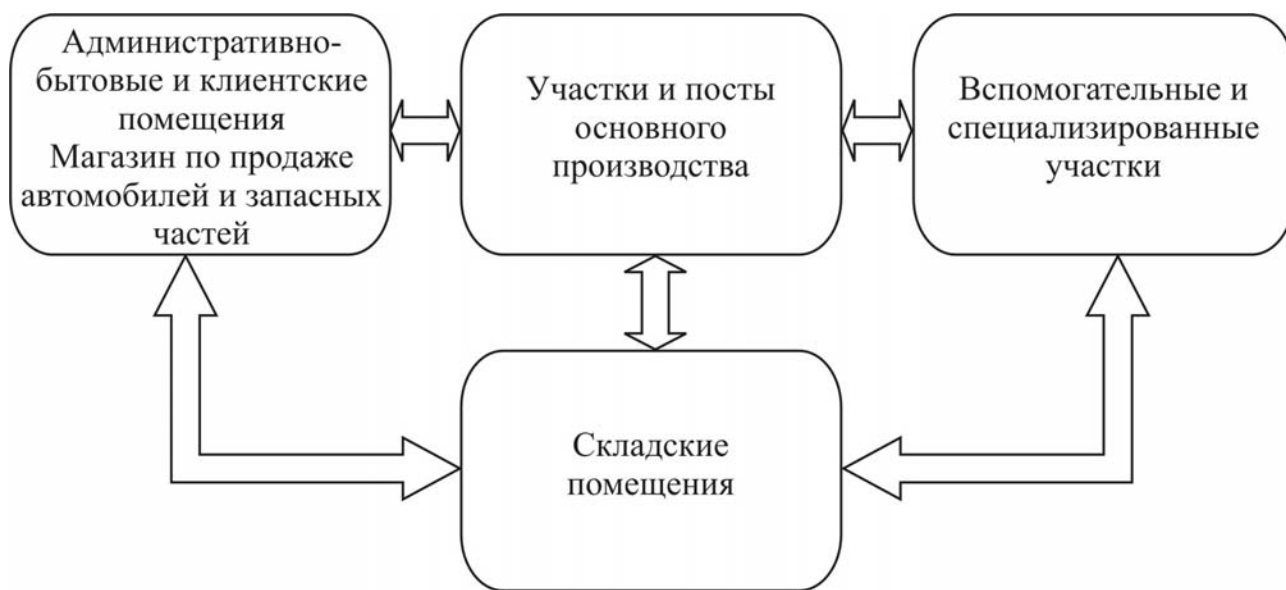 Административно-
бытовые и клиентские
помещения
Магазин по продаже
автомобилей и запасных
частей
Участки и посты
основного
производства
Вспомогательные и
специализированные
участки
Складские
помещения